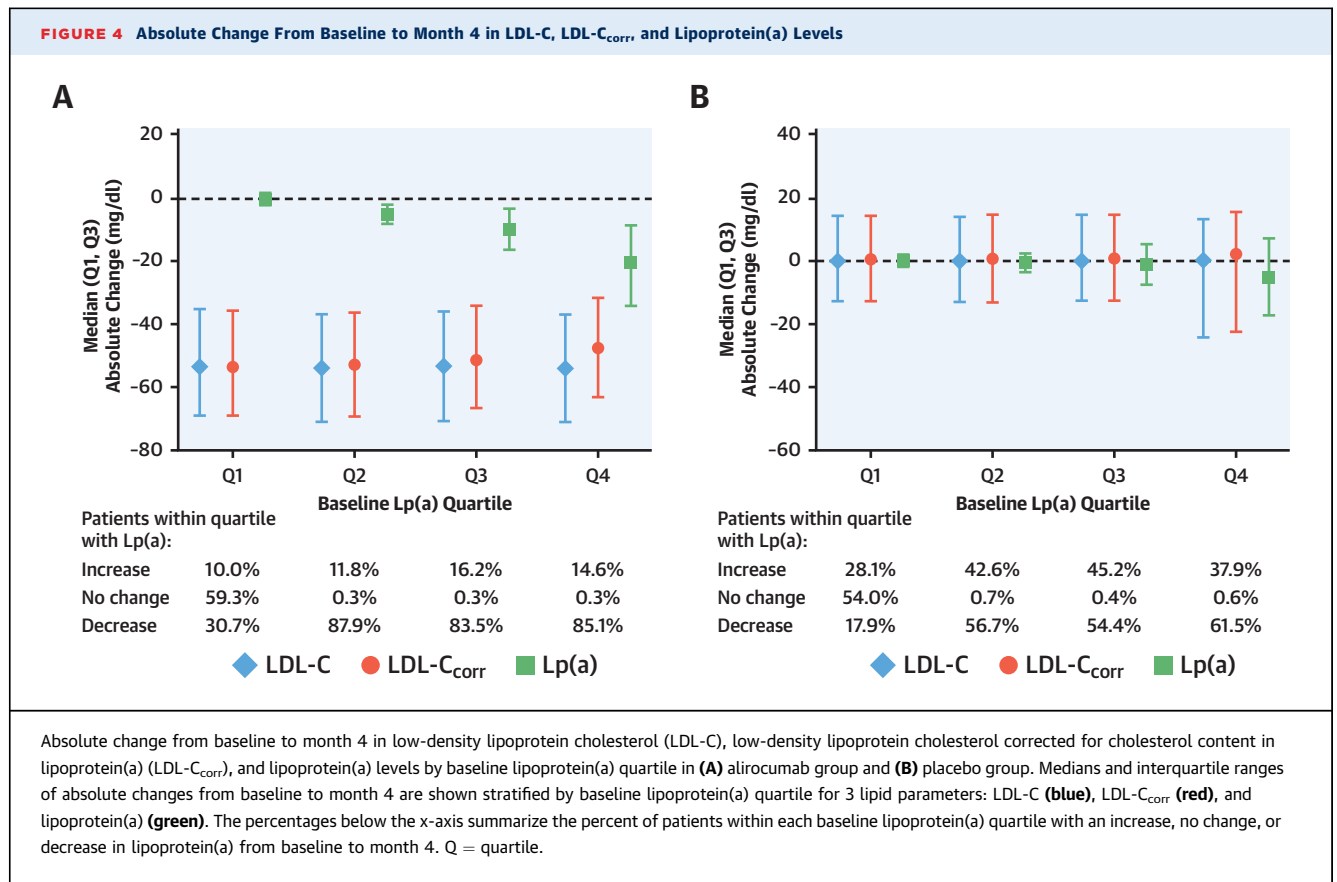 FIGURE 4 Absolute Change From Baseline to Month 4 in LDL-C, LDL-Ccorr, and Lipoprotein(a) Levels
A
Median (Q1, Q3)
Absolute Change (mg/dl)
20
0
-20
-40
-60
-80
Q1 Q2 Q3 Q4
Baseline Lp(a) Quartile
Patients within quartile
with Lp(a):
Increase 10.0% 11.8% 16.2% 14.6%
No change 59.3% 0.3% 0.3% 0.3%
Decrease 30.7% 87.9% 83.5% 85.1%
LDL-C LDL-Ccorr Lp(a)
B
Median (Q1, Q3)
Absolute Change (mg/dl)
40
20
0
-20
-40
-60
Q1 Q2 Q3 Q4
Baseline Lp(a) Quartile
Patients within quartile
with Lp(a):
Increase 28.1% 42.6% 45.2% 37.9%
No change 54.0% 0.7% 0.4% 0.6%
Decrease 17.9% 56.7% 54.4% 61.5%
LDL-C LDL-Ccorr Lp(a)
Absolute change from baseline to month 4 in low-density lipoprotein cholesterol (LDL-C), low-density lipoprotein cholesterol corrected for cholesterol content in
lipoprotein(a) (LDL-Ccorr), and lipoprotein(a) levels by baseline lipoprotein(a) quartile in (A) alirocumab group and (B) placebo group. Medians and interquartile ranges
of absolute changes from baseline to month 4 are shown stratified by baseline lipoprotein(a) quartile for 3 lipid parameters: LDL-C (blue), LDL-Ccorr (red), and
lipoprotein(a) (green). The percentages below the x-axis summarize the percent of patients within each baseline lipoprotein(a) quartile with an increase, no change, or
decrease in lipoprotein(a) from baseline to month 4. Q = quartile.